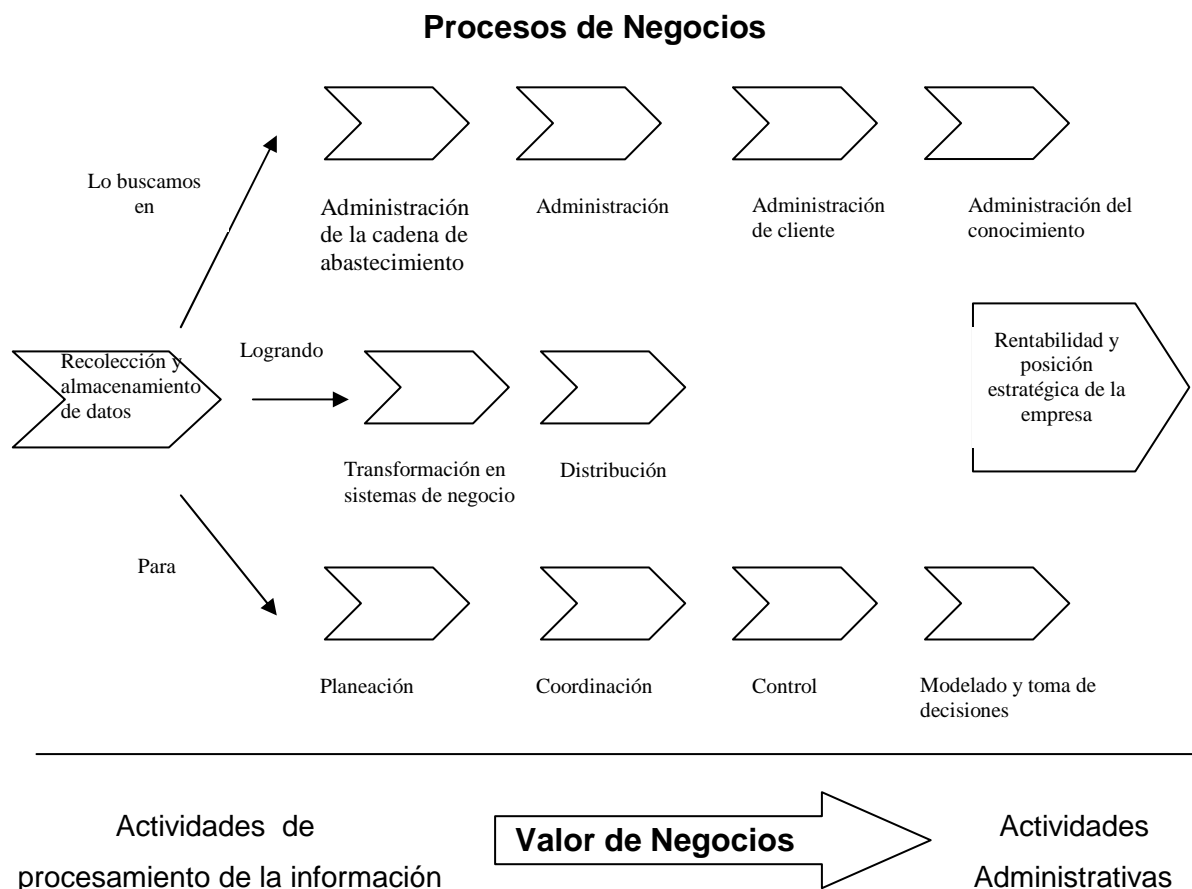 Procesos de Negocios
Lo buscamos
en
Administración
de la cadena de
abastecimiento
Administración
Administración
de cliente
Administración del
conocimiento
Recolección y
almacenamiento
de datos
Logrando
Transformación en
sistemas de negocio
Distribución
Rentabilidad y
posición
estratégica de la
empresa
Para
Planeación
Coordinación
Control
Modelado y toma de
decisiones
Actividades de
procesamiento de la información
Valor de Negocios
Actividades
Administrativas